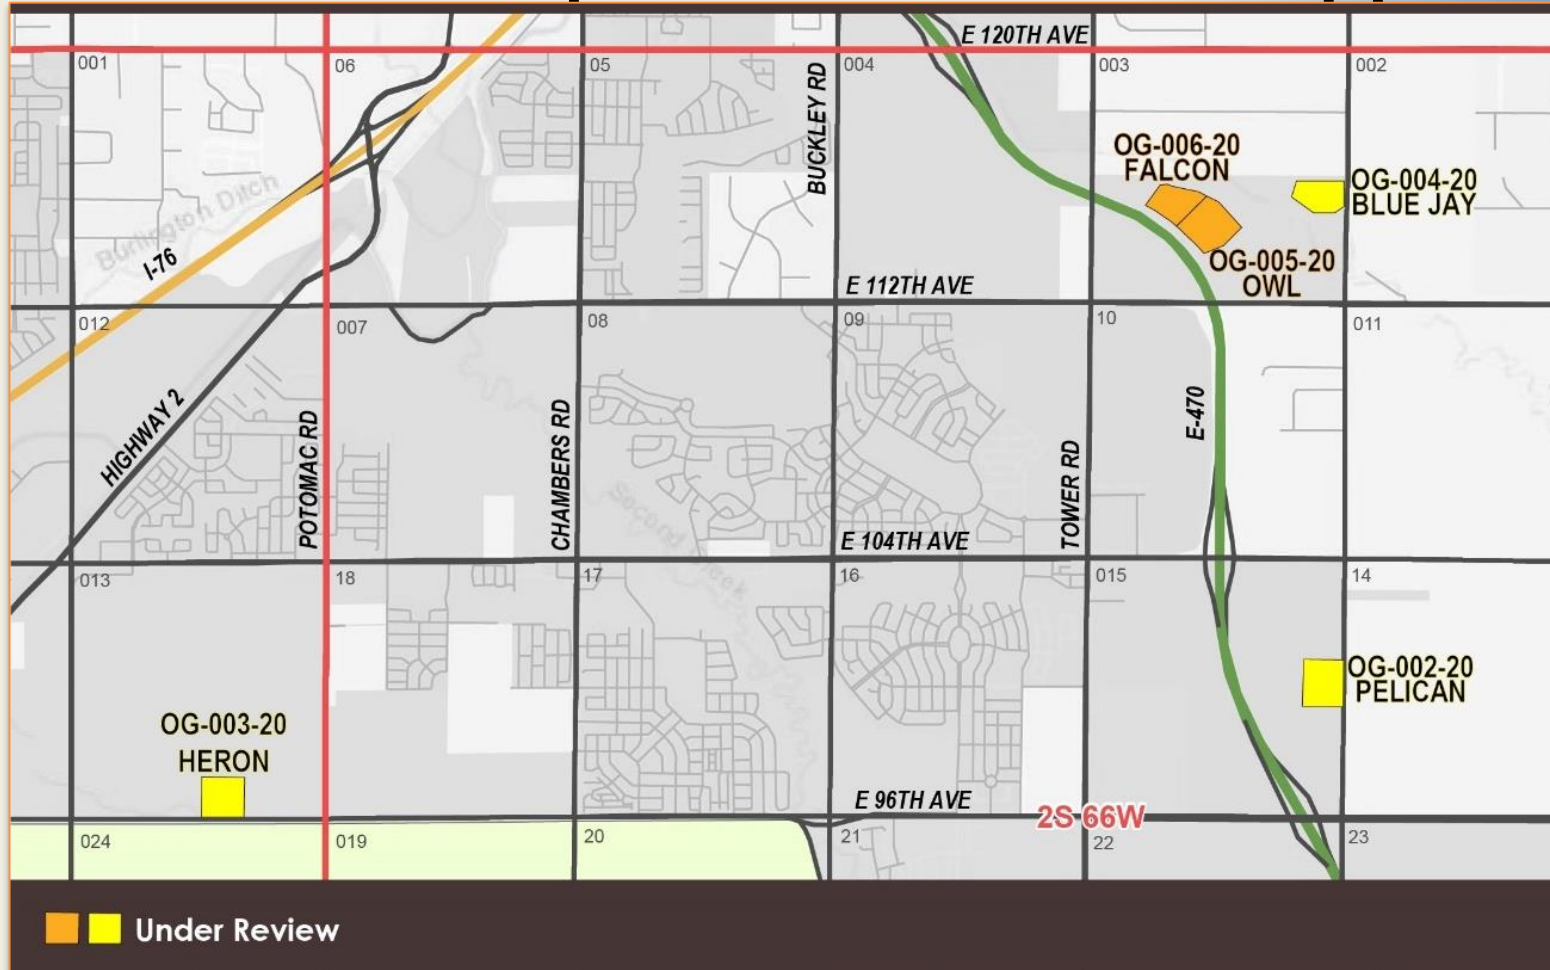 E 120TH AVE
001
06
05
004
003
002
BUCKLEY RD
OG-006-20
FALCON
OG-004-20
BLUE JAY
Burlington Ditch
I-76
OG-005-20
OWL
E 112TH AVE
012
007
08
09
10
011
HIGHWAY 2
POTOMAC RD
CHAMBERS RD
TOWER RD
E-470
Second Creek
E 104TH AVE
013
18
17
16
015
14
OG-002-20
PELICAN
OG-003-20
HERON
E 96TH AVE
2S 66W
024
019
20
21
22
23
Under Review